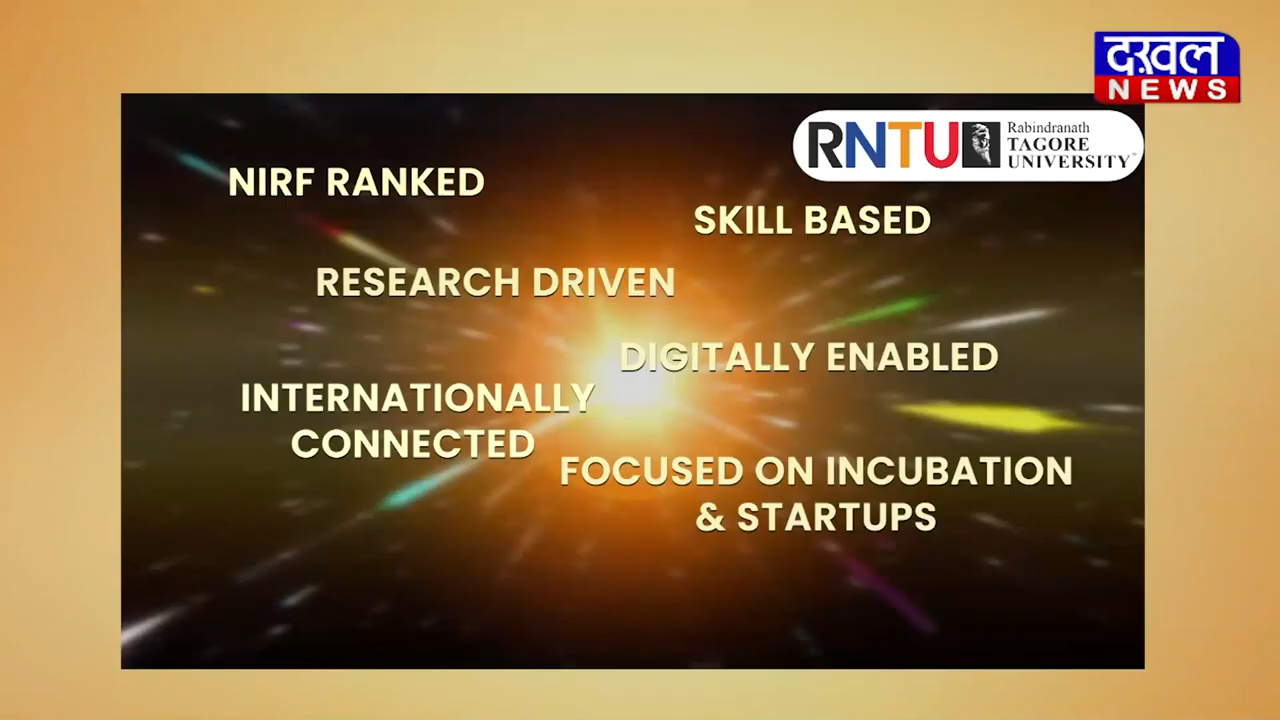 दख़ल
NEWS
RNTU
Rabindranath
TAGORE
UNIVERSITY
NIRF RANKED
SKILL BASED
RESEARCH DRIVEN
DIGITALLY ENABLED
INTERNATIONALLY
CONNECTED
FOCUSED ON INCUBATION
& STARTUPS